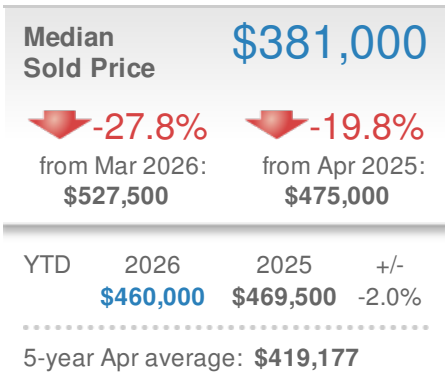 Median
Sold Price
$381,000
-27.8%
from Mar 2026:
$527,500
-19.8%
from Apr 2025:
$475,000
YTD 2026 2025 +/-
$460,000 $469,500 -2.0%
5-year Apr average: $419,177